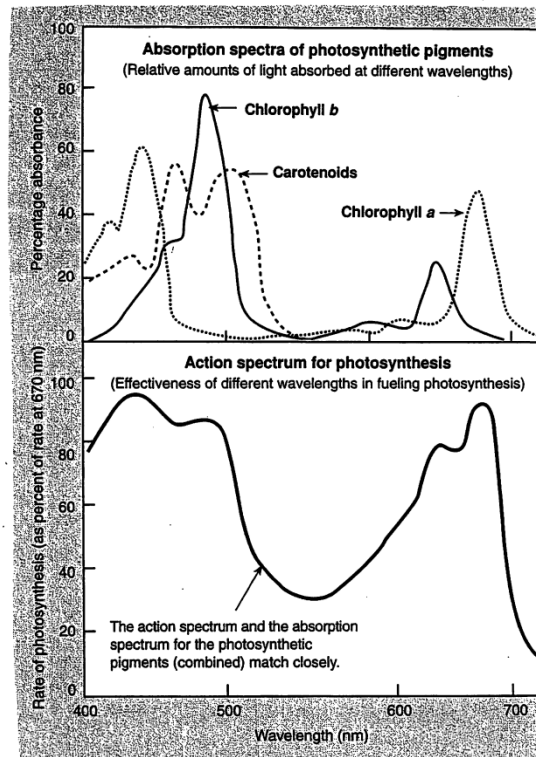 100
Absorption spectra of photosynthetic pigments
(Relative amounts of light absorbed at different wavelengths)
80
Chlorophyll b
60
Carotenoids
Chlorophyll a
40
20
0
Percentage absorbance
Action spectrum for photosynthesis
(Effectiveness of different wavelengths in fueling photosynthesis)
100
80
60
40
The action spectrum and the absorption
spectrum for the photosynthetic
pigments (combined) match closely.
20
0
Rate of photosynthesis (as percent of rate at 670 nm)
400
500
600
700
Wavelength (nm)